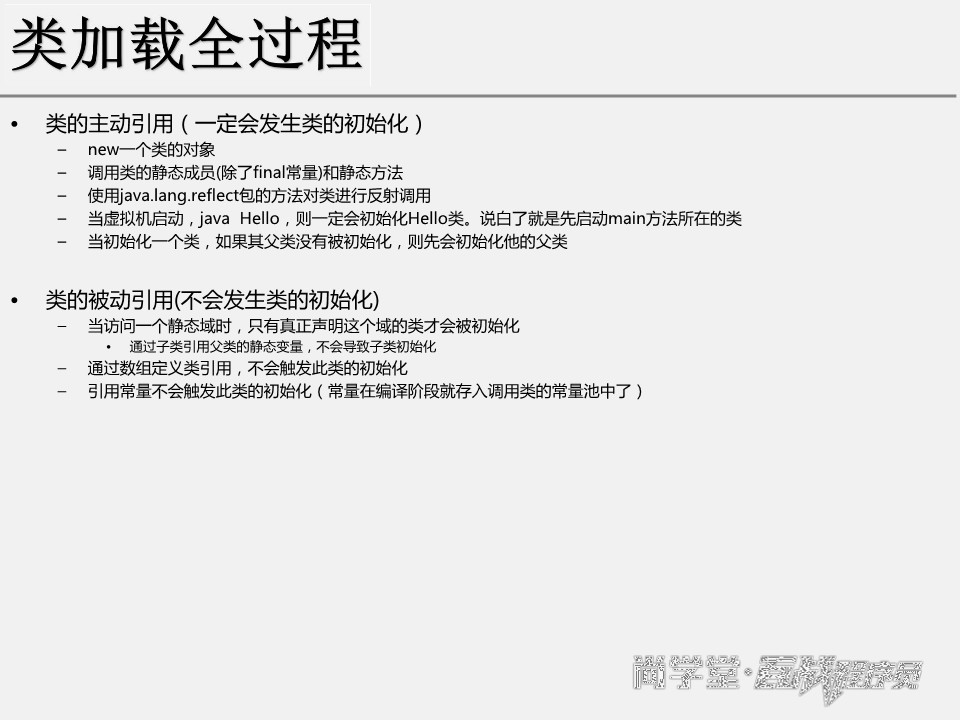 类加载全过程
• 类的主动引用（一定会发生类的初始化）
– new一个类的对象
– 调用类的静态成员(除了final常量)和静态方法
– 使用java.lang.reflect包的方法对类进行反射调用
– 当虚拟机启动，java Hello，则一定会初始化Hello类。说白了就是先启动main方法所在的类
– 当初始化一个类，如果其父类没有被初始化，则先会初始化他的父类
• 类的被动引用(不会发生类的初始化)
– 当访问一个静态域时，只有真正声明这个域的类才会被初始化
• 通过子类引用父类的静态变量，不会导致子类初始化
– 通过数组定义类引用，不会触发此类的初始化
– 引用常量不会触发此类的初始化（常量在编译阶段就存入调用类的常量池中了）
尚学堂·实战程序员